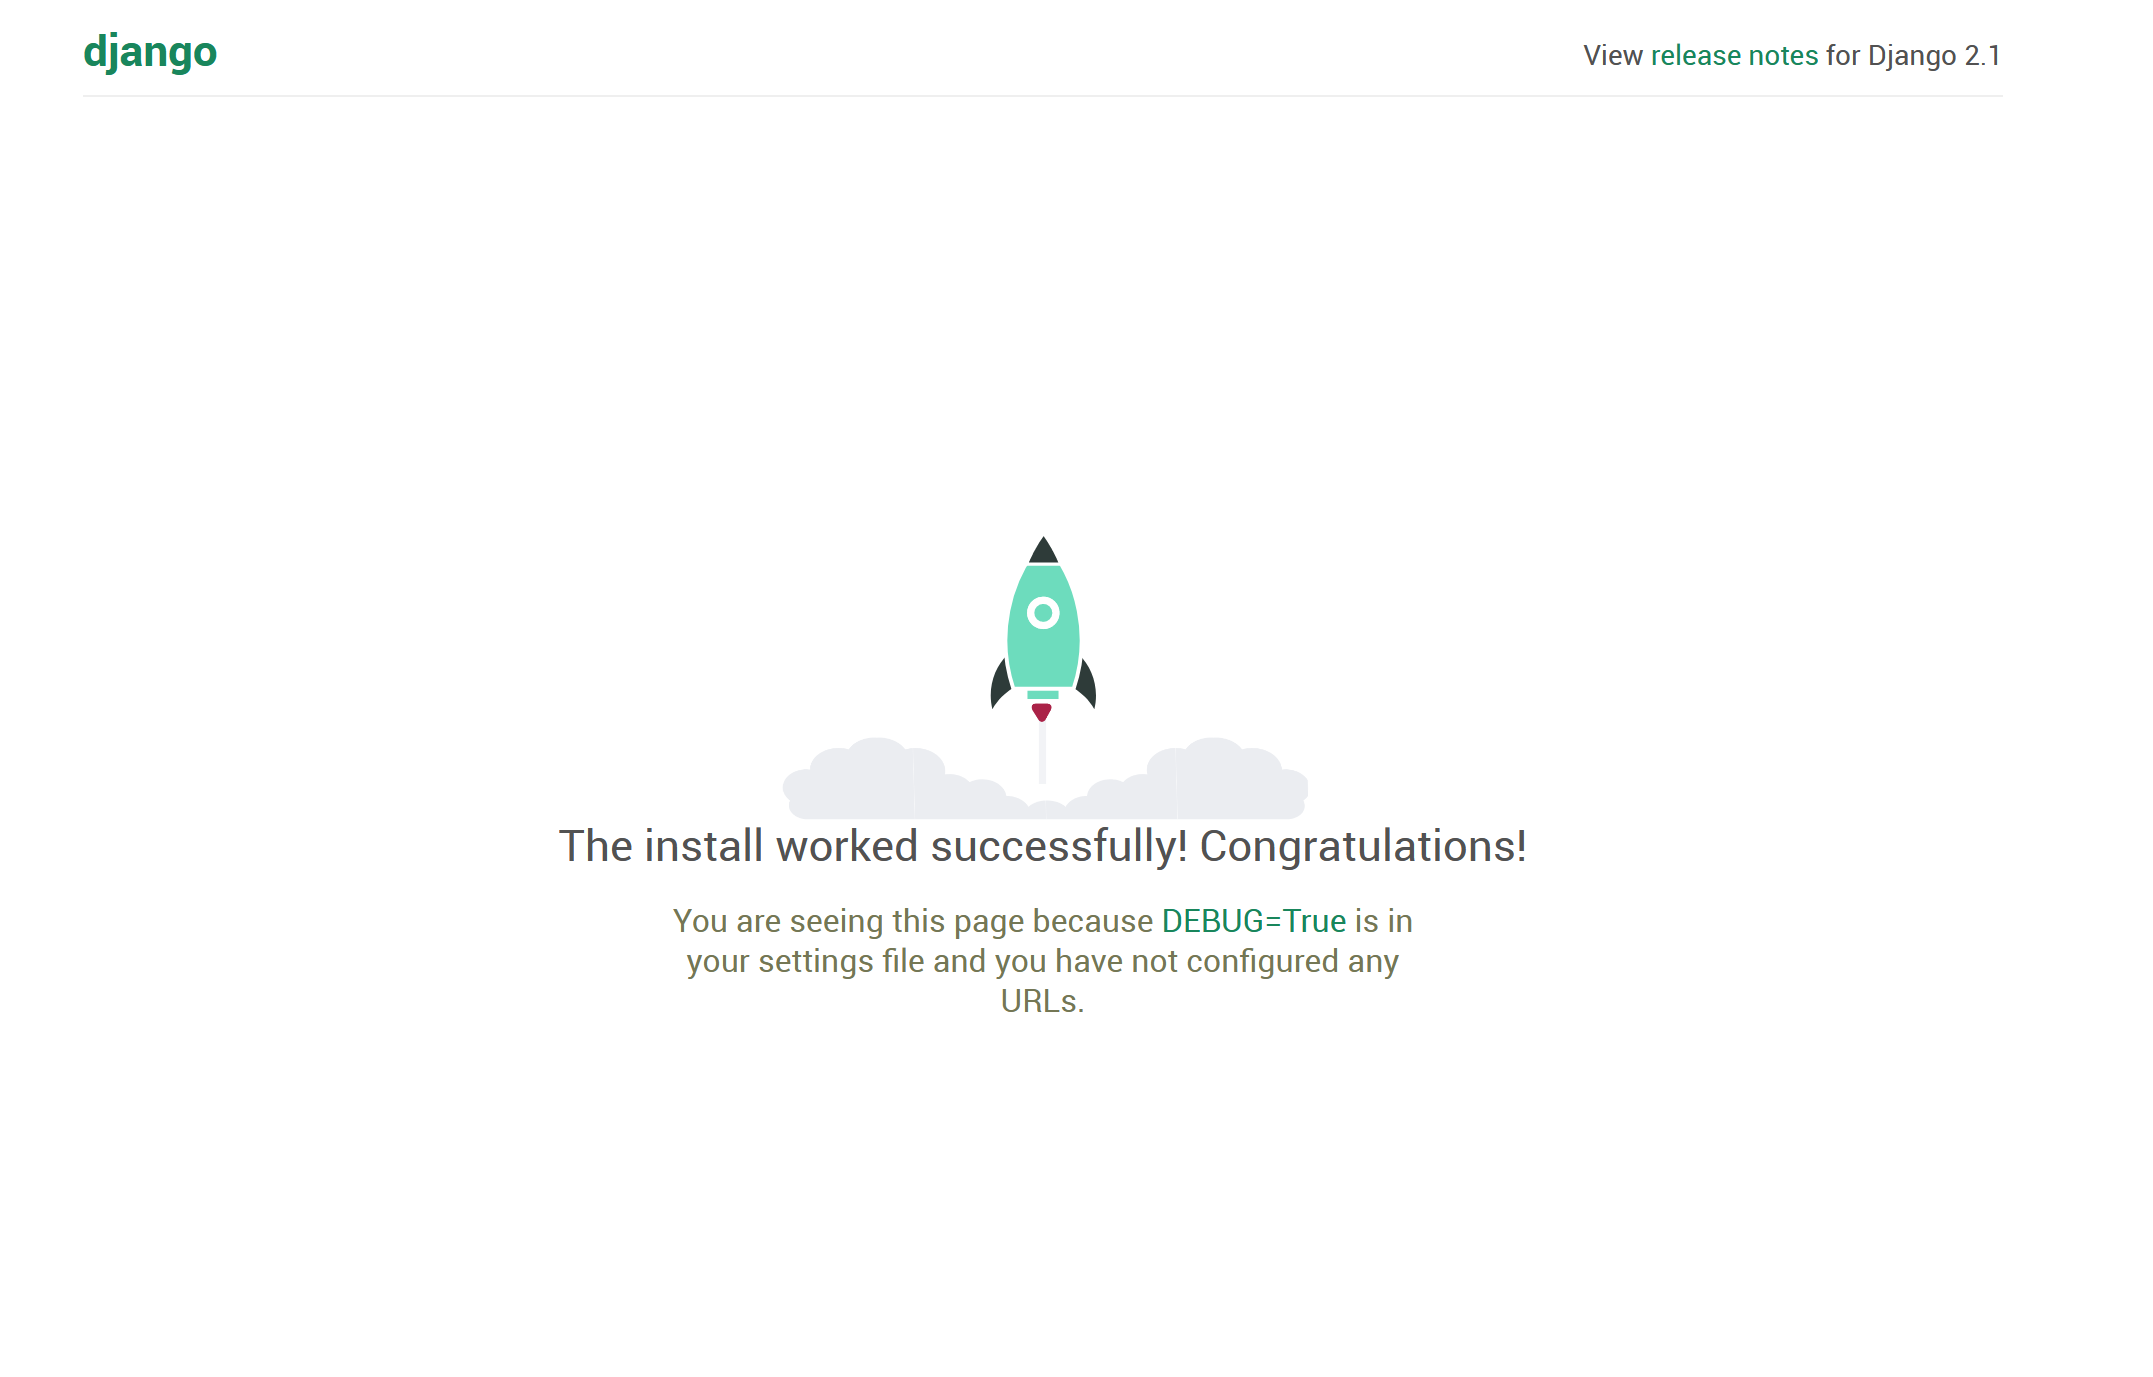 django
View release notes for Django 2.1
The install worked successfully! Congratulations!
You are seeing this page because DEBUG=True is in
your settings file and you have not configured any
URLs.